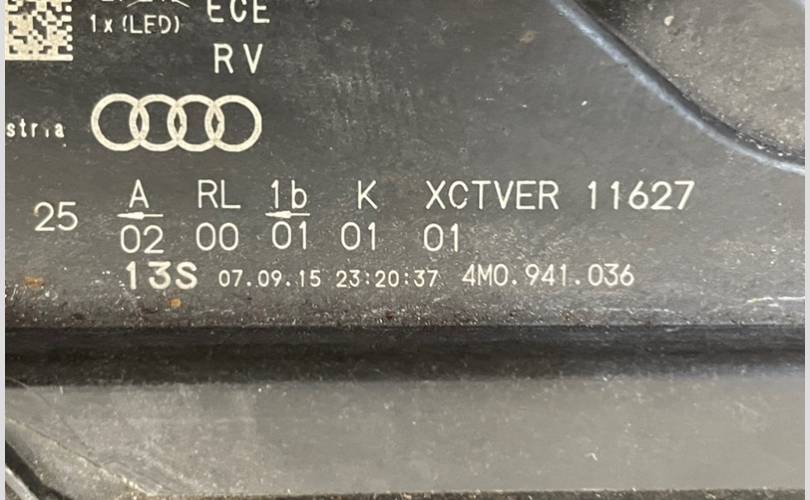 1x (LED)
ECE
RV
stria
25
A RL 1b K XCTVER 11627
02 00 01 01 01
13S 07.09.15 23:20:37 4M0.941.036